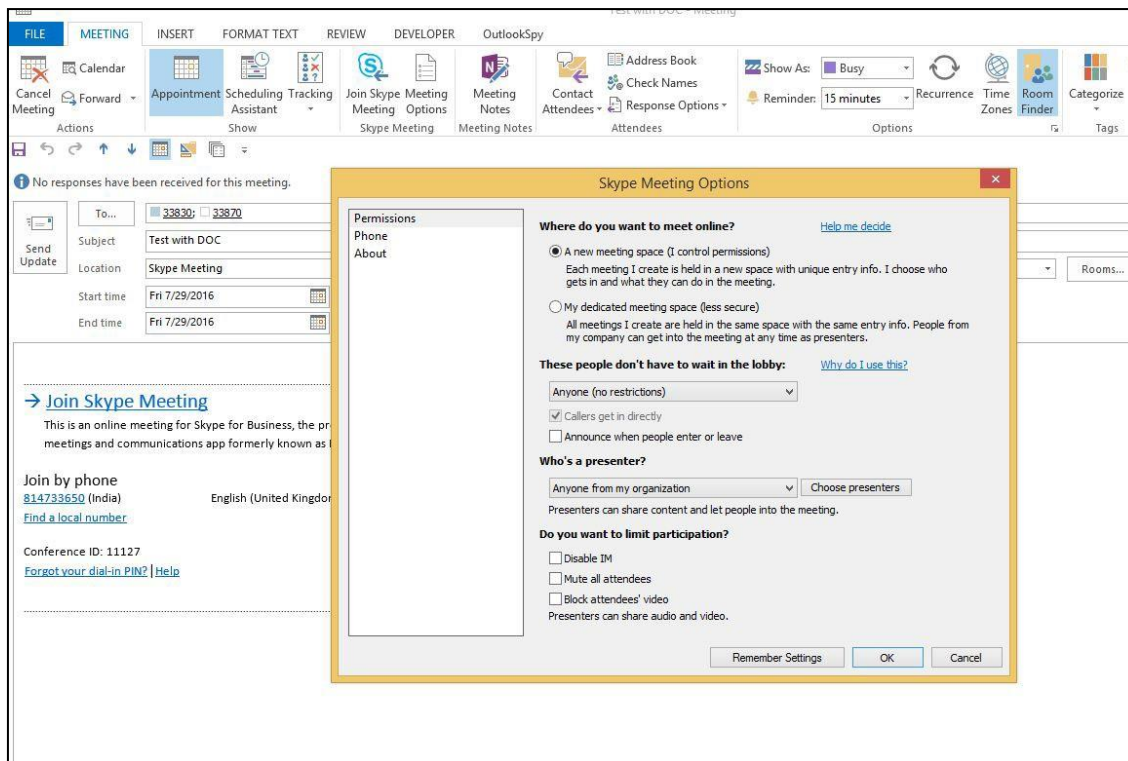 Test with DOC - Meeting
FILE MEETING INSERT FORMAT TEXT REVIEW DEVELOPER OutlookSpy
Cancel Meeting
Calendar
Forward
Actions
Appointment
Scheduling Assistant
Tracking
Show
Join Skype Meeting
Meeting Options
Skype Meeting
Meeting Notes
Meeting Notes
Contact Attendees
Address Book
Check Names
Response Options
Attendees
Show As: Busy
Reminder: 15 minutes
Recurrence
Time Zones
Room Finder
Options
Categorize
Tags
No responses have been received for this meeting.
Send Update
To... 33830; 33870
Subject Test with DOC
Location Skype Meeting
Rooms...
Start time Fri 7/29/2016
End time Fri 7/29/2016
→ Join Skype Meeting
This is an online meeting for Skype for Business, the pr
meetings and communications app formerly known as
Join by phone
814733650 (India) English (United Kingdo
Find a local number
Conference ID: 11127
Forgot your dial-in PIN? | Help
Skype Meeting Options
Permissions
Phone
About
Where do you want to meet online? Help me decide
A new meeting space (I control permissions)
Each meeting I create is held in a new space with unique entry info. I choose who
gets in and what they can do in the meeting.
My dedicated meeting space (less secure)
All meetings I create are held in the same space with the same entry info. People from
my company can get into the meeting at any time as presenters.
These people don't have to wait in the lobby: Why do I use this?
Anyone (no restrictions)
Callers get in directly
Announce when people enter or leave
Who's a presenter?
Anyone from my organization Choose presenters
Presenters can share content and let people into the meeting.
Do you want to limit participation?
Disable IM
Mute all attendees
Block attendees' video
Presenters can share audio and video.
Remember Settings OK Cancel